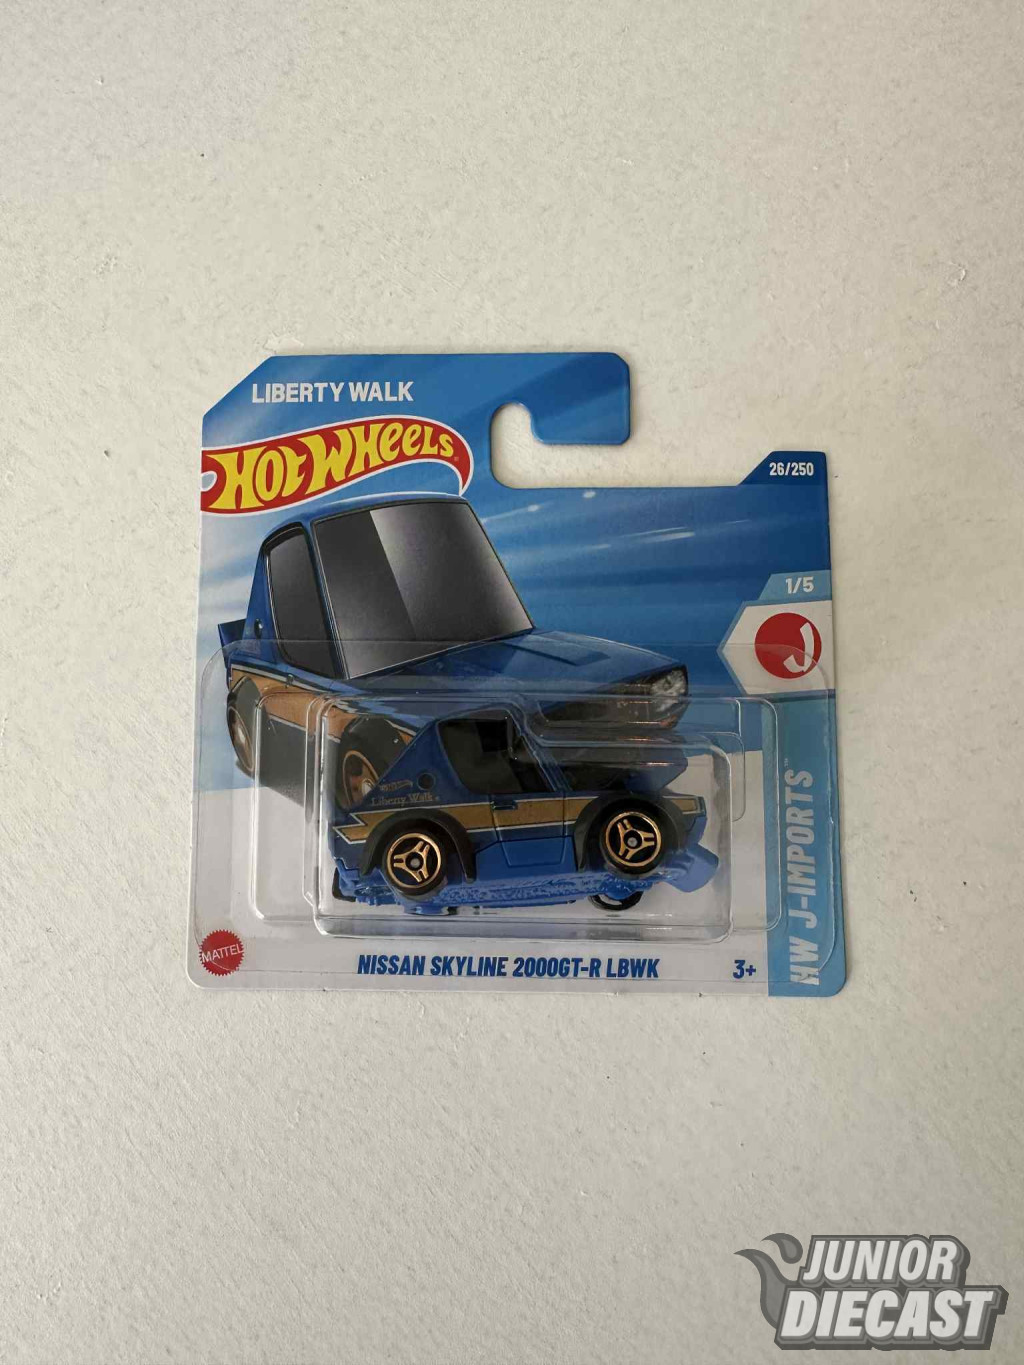 LIBERTY WALK
HOT WHEELS
26/250
1/5
J
HW J-IMPORTS™
Liberty Walk
MATTEL
NISSAN SKYLINE 2000GT-R LBWK
3+
JUNIOR
DIECAST